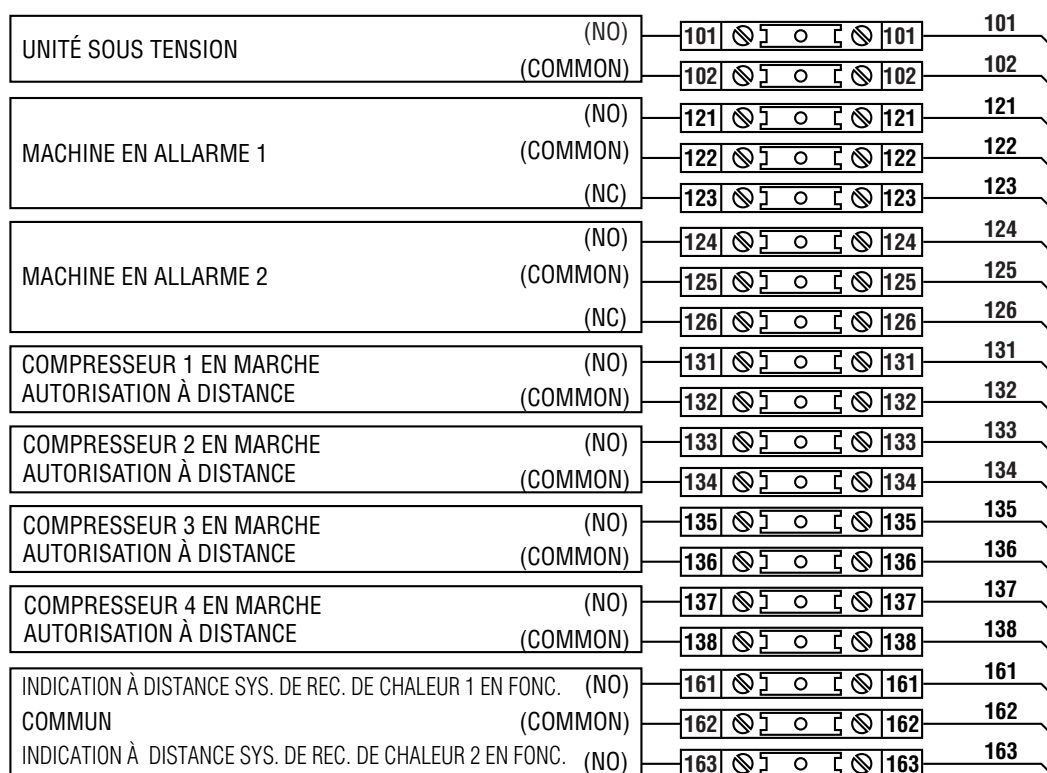 UNITÉ SOUS TENSION (NO) 101 101 101
(COMMON) 102 102 102
(NO) 121 121 121
MACHINE EN ALLARME 1 (COMMON) 122 122 122
(NC) 123 123 123
(NO) 124 124 124
MACHINE EN ALLARME 2 (COMMON) 125 125 125
(NC) 126 126 126
COMPRESSEUR 1 EN MARCHE (NO) 131 131 131
AUTORISATION À DISTANCE (COMMON) 132 132 132
COMPRESSEUR 2 EN MARCHE (NO) 133 133 133
AUTORISATION À DISTANCE (COMMON) 134 134 134
COMPRESSEUR 3 EN MARCHE (NO) 135 135 135
AUTORISATION À DISTANCE (COMMON) 136 136 136
COMPRESSEUR 4 EN MARCHE (NO) 137 137 137
AUTORISATION À DISTANCE (COMMON) 138 138 138
INDICATION À DISTANCE SYS. DE REC. DE CHALEUR 1 EN FONC. (NO) 161 161 161
COMMUN (COMMON) 162 162 162
INDICATION À DISTANCE SYS. DE REC. DE CHALEUR 2 EN FONC. (NO) 163 163 163